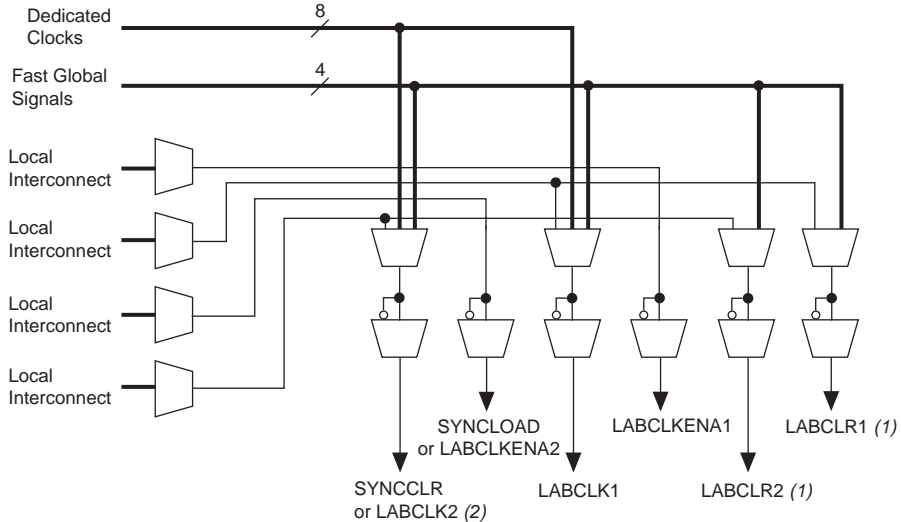 Dedicated
Clocks
8
Fast Global
Signals
4
Local
Interconnect
Local
Interconnect
Local
Interconnect
Local
Interconnect
SYNCLOAD
or LABCLKENA2
LABCLKENA1
LABCLR1 (1)
SYNCCLR
or LABCLK2 (2)
LABCLK1
LABCLR2 (1)